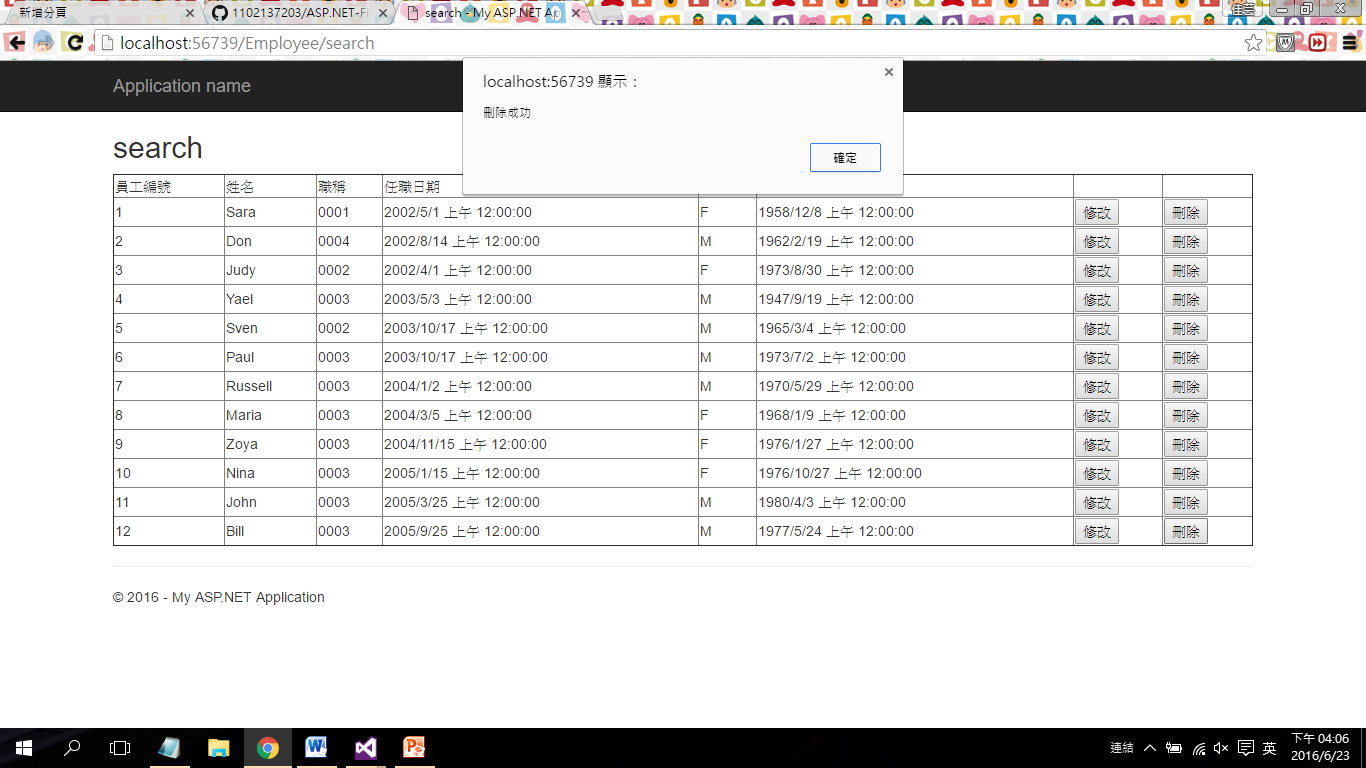 新增分頁 1102137203/ASP.NET-Fi search - My ASP.NET Ap 佳芸
localhost:56739/Employee/search
Application name
localhost:56739 顯示：
刪除成功
確定
search
員工編號 姓名 職稱 任職日期
1 Sara 0001 2002/5/1 上午 12:00:00 F 1958/12/8 上午 12:00:00 修改 刪除
2 Don 0004 2002/8/14 上午 12:00:00 M 1962/2/19 上午 12:00:00 修改 刪除
3 Judy 0002 2002/4/1 上午 12:00:00 F 1973/8/30 上午 12:00:00 修改 刪除
4 Yael 0003 2003/5/3 上午 12:00:00 M 1947/9/19 上午 12:00:00 修改 刪除
5 Sven 0002 2003/10/17 上午 12:00:00 M 1965/3/4 上午 12:00:00 修改 刪除
6 Paul 0003 2003/10/17 上午 12:00:00 M 1973/7/2 上午 12:00:00 修改 刪除
7 Russell 0003 2004/1/2 上午 12:00:00 M 1970/5/29 上午 12:00:00 修改 刪除
8 Maria 0003 2004/3/5 上午 12:00:00 F 1968/1/9 上午 12:00:00 修改 刪除
9 Zoya 0003 2004/11/15 上午 12:00:00 F 1976/1/27 上午 12:00:00 修改 刪除
10 Nina 0003 2005/1/15 上午 12:00:00 F 1976/10/27 上午 12:00:00 修改 刪除
11 John 0003 2005/3/25 上午 12:00:00 M 1980/4/3 上午 12:00:00 修改 刪除
12 Bill 0003 2005/9/25 上午 12:00:00 M 1977/5/24 上午 12:00:00 修改 刪除
© 2016 - My ASP.NET Application
連結 英 下午 04:06
2016/6/23